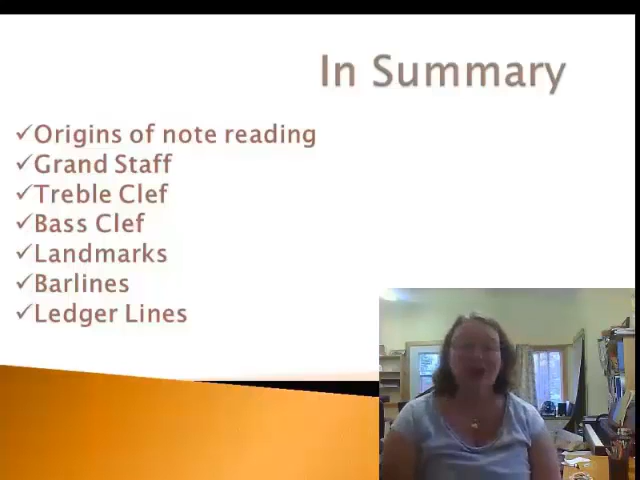 In Summary
✓Origins of note reading
✓Grand Staff
✓Treble Clef
✓Bass Clef
✓Landmarks
✓Barlines
✓Ledger Lines